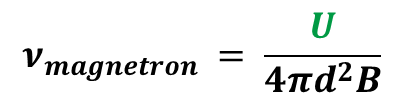 ν_magnetron = U / 4πd²B